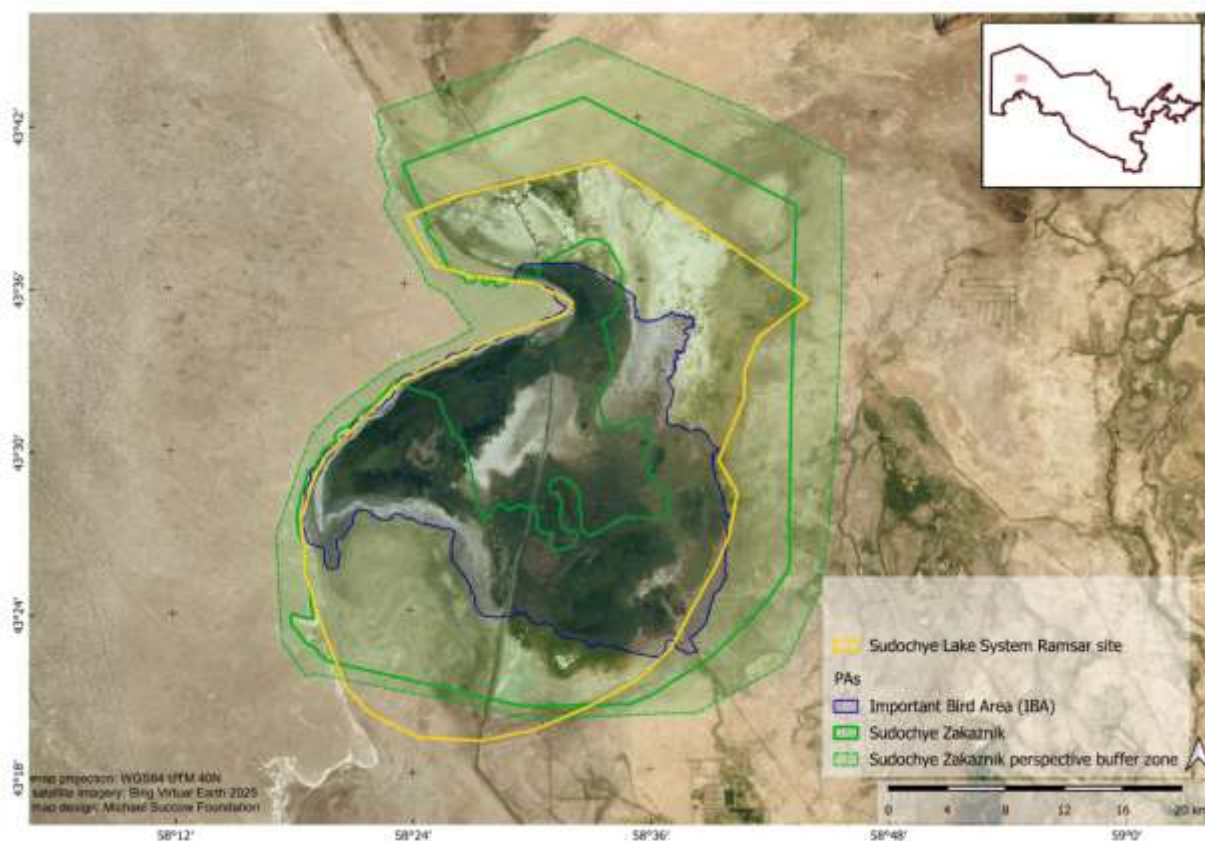 43°42'
43°36'
43°30'
43°24'
43°18'
Sudochye Lake System Ramsar site
PAs
Important Bird Area (IBA)
Sudochye Zakaznik
Sudochye Zakaznik perspective buffer zone
map projection: WGS84 UTM 40N
satellite imagery: Bing Virtual Earth 2025
map design: Michael Succow Foundation
0 4 8 12 16 20 km
58°12' 58°24' 58°36' 58°48' 59°0'